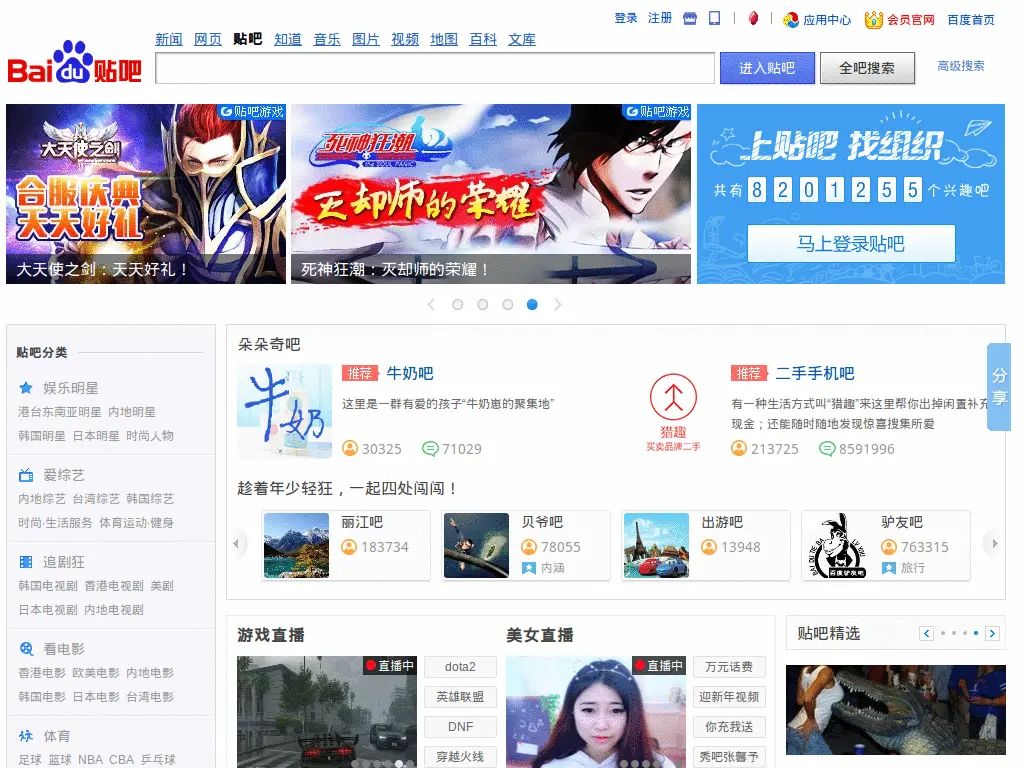 登录 注册 应用中心 会员官网 百度首页
新闻 网页 贴吧 知道 音乐 图片 视频 地图 百科 文库
Bai du 贴吧
进入贴吧 全吧搜索 高级搜索
贴吧游戏
大天使之剑
合服庆典
天天好礼
大天使之剑：天天好礼！
贴吧游戏
死神狂潮
灭却师的荣耀
死神狂潮：灭却师的荣耀！
上贴吧 找组织
共有 8 2 0 1 2 5 5 个兴趣吧
马上登录贴吧
分享
贴吧分类
娱乐明星
港台东南亚明星 内地明星
韩国明星 日本明星 时尚人物
爱综艺
内地综艺 台湾综艺 韩国综艺
时尚·生活服务 体育运动·健身
追剧狂
韩国电视剧 香港电视剧 美剧
日本电视剧 内地电视剧
看电影
香港电影 欧美电影 内地电影
韩国电影 日本电影 台湾电影
体育
足球 篮球 NBA CBA 乒乓球
朵朵奇吧
牛奶
推荐 牛奶吧
这里是一群有爱的孩子“牛奶崽的聚集地”
30325 71029
猎趣
买卖品牌二手
推荐 二手手机吧
有一种生活方式叫“猎趣”来这里帮你出掉闲置补充
现金；还能随时随地发现惊喜搜集所爱
213725 8591996
趁着年少轻狂，一起四处闯闯！
丽江吧
183734
贝爷吧
78055
内涵
出游吧
13948
驴友吧
763315
旅行
百度驴友吧
游戏直播
直播中
dota2
英雄联盟
DNF
穿越火线
美女直播
直播中
万元话费
迎新年视频
你充我送
秀吧张馨予
贴吧精选